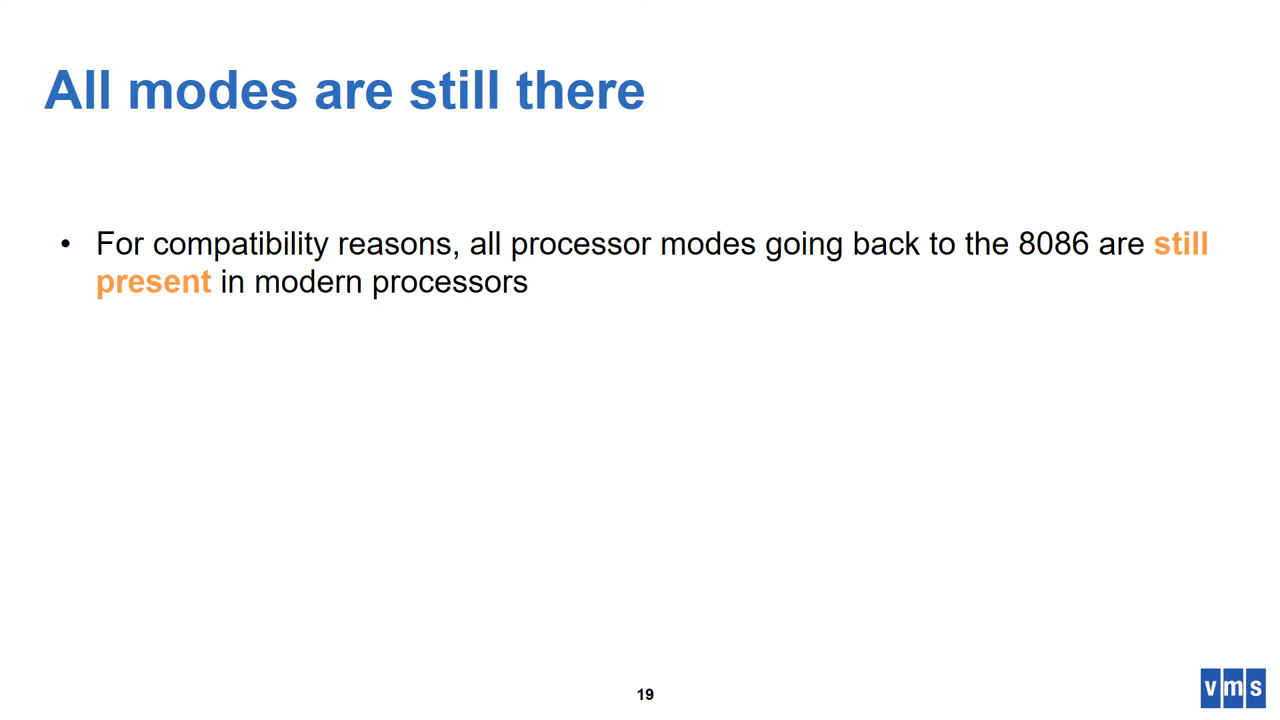 All modes are still there
• For compatibility reasons, all processor modes going back to the 8086 are still
present in modern processors
19
vms